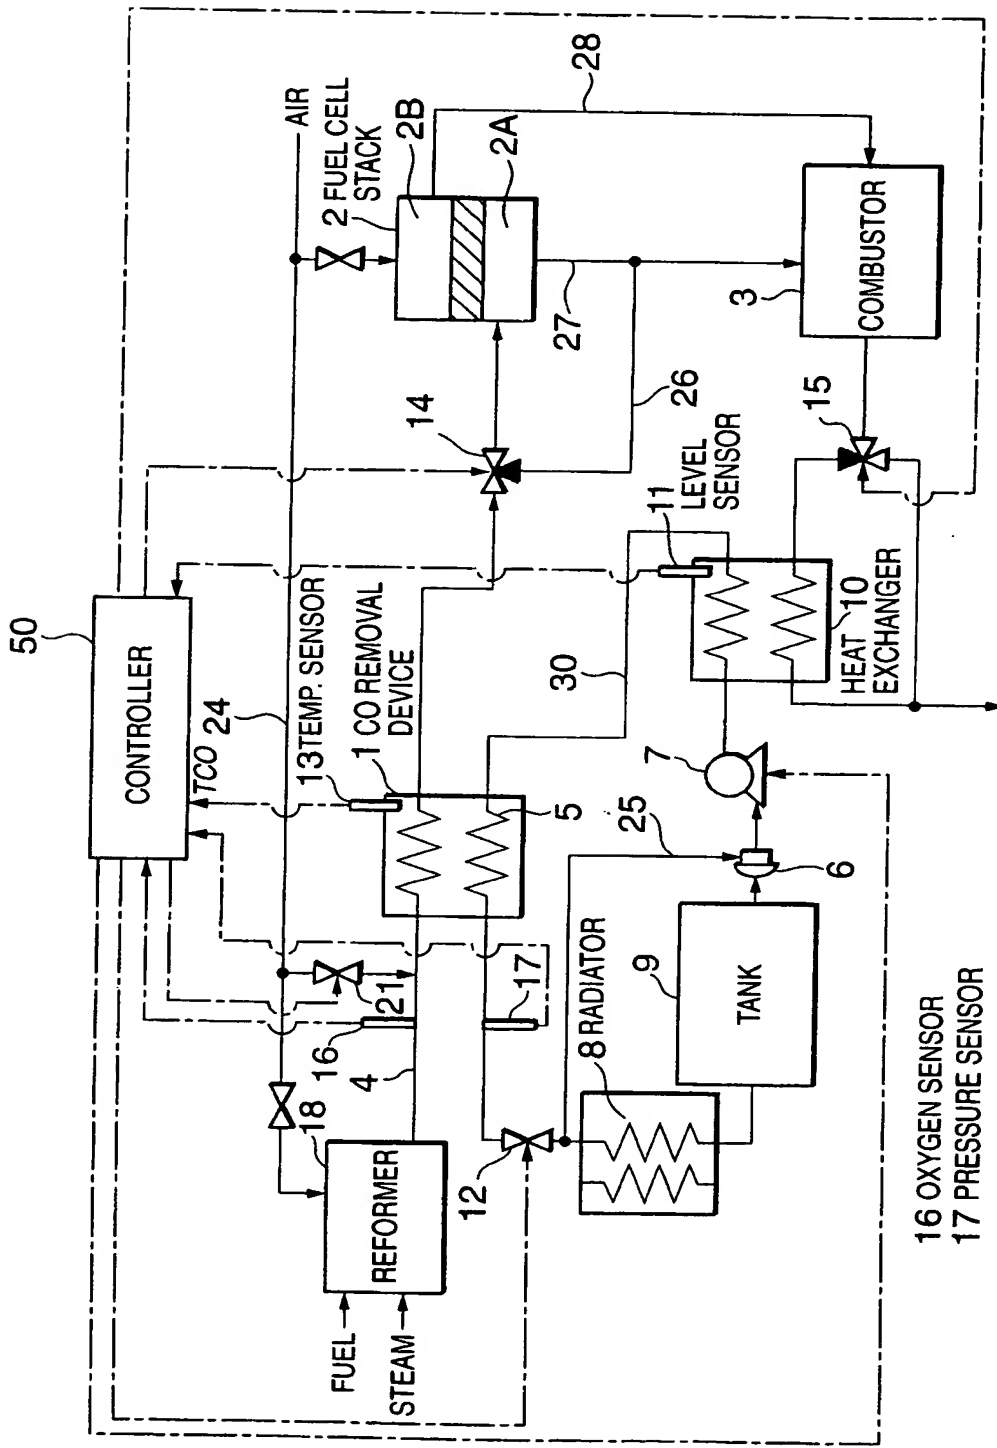 50
CONTROLLER
TCO
24
AIR
2 FUEL CELL
STACK
2B
2A
28
14
27
26
3
COMBUSTOR
15
13 TEMP. SENSOR
1 CO REMOVAL
DEVICE
5
30
11
LEVEL
SENSOR
10
HEAT
EXCHANGER
7
25
6
21
16
4
17
18
REFORMER
FUEL
STEAM
12
8 RADIATOR
9
TANK
16 OXYGEN SENSOR
17 PRESSURE SENSOR